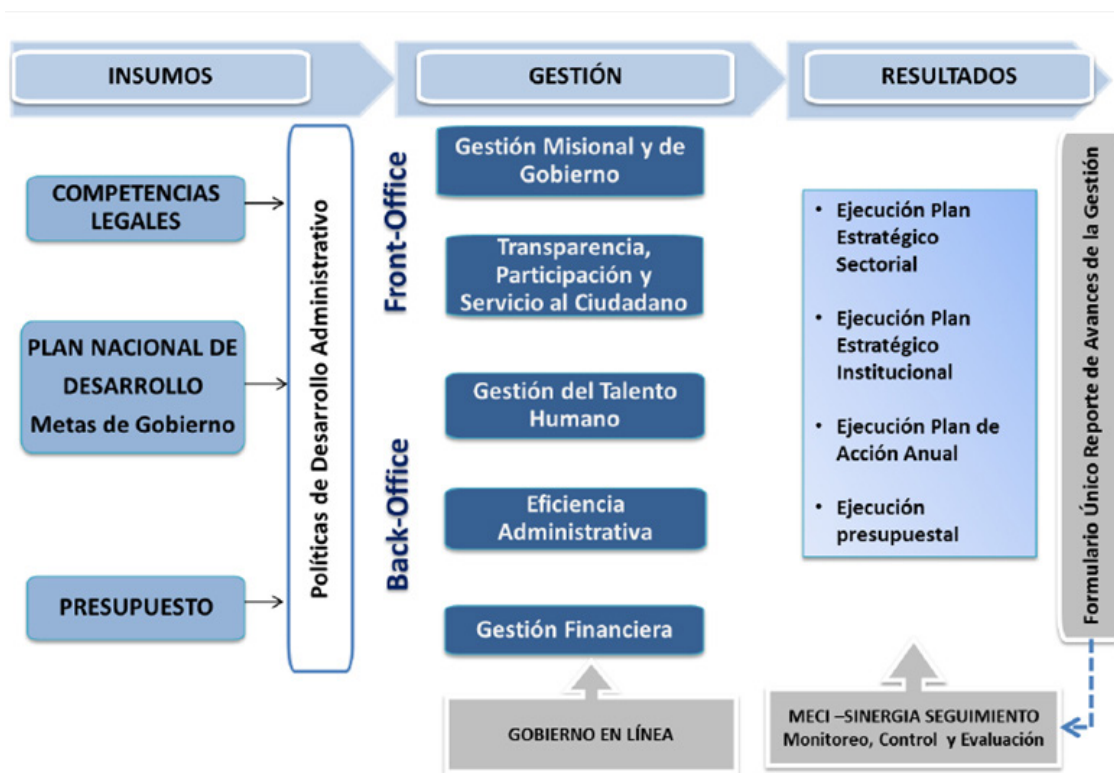 INSUMOS
GESTIÓN
RESULTADOS
COMPETENCIAS
LEGALES
PLAN NACIONAL DE
DESARROLLO
Metas de Gobierno
PRESUPUESTO
Políticas de Desarrollo Administrativo
Front-Office
Back-Office
Gestión Misional y de
Gobierno
Transparencia,
Participación y
Servicio al Ciudadano
Gestión del Talento
Humano
Eficiencia
Administrativa
Gestión Financiera
GOBIERNO EN LÍNEA
• Ejecución Plan
Estratégico
Sectorial
• Ejecución Plan
Estratégico
Institucional
• Ejecución Plan de
Acción Anual
• Ejecución
presupuestal
MECI –SINERGIA SEGUIMIENTO
Monitoreo, Control y Evaluación
Formulario Único Reporte de Avances de la Gestión